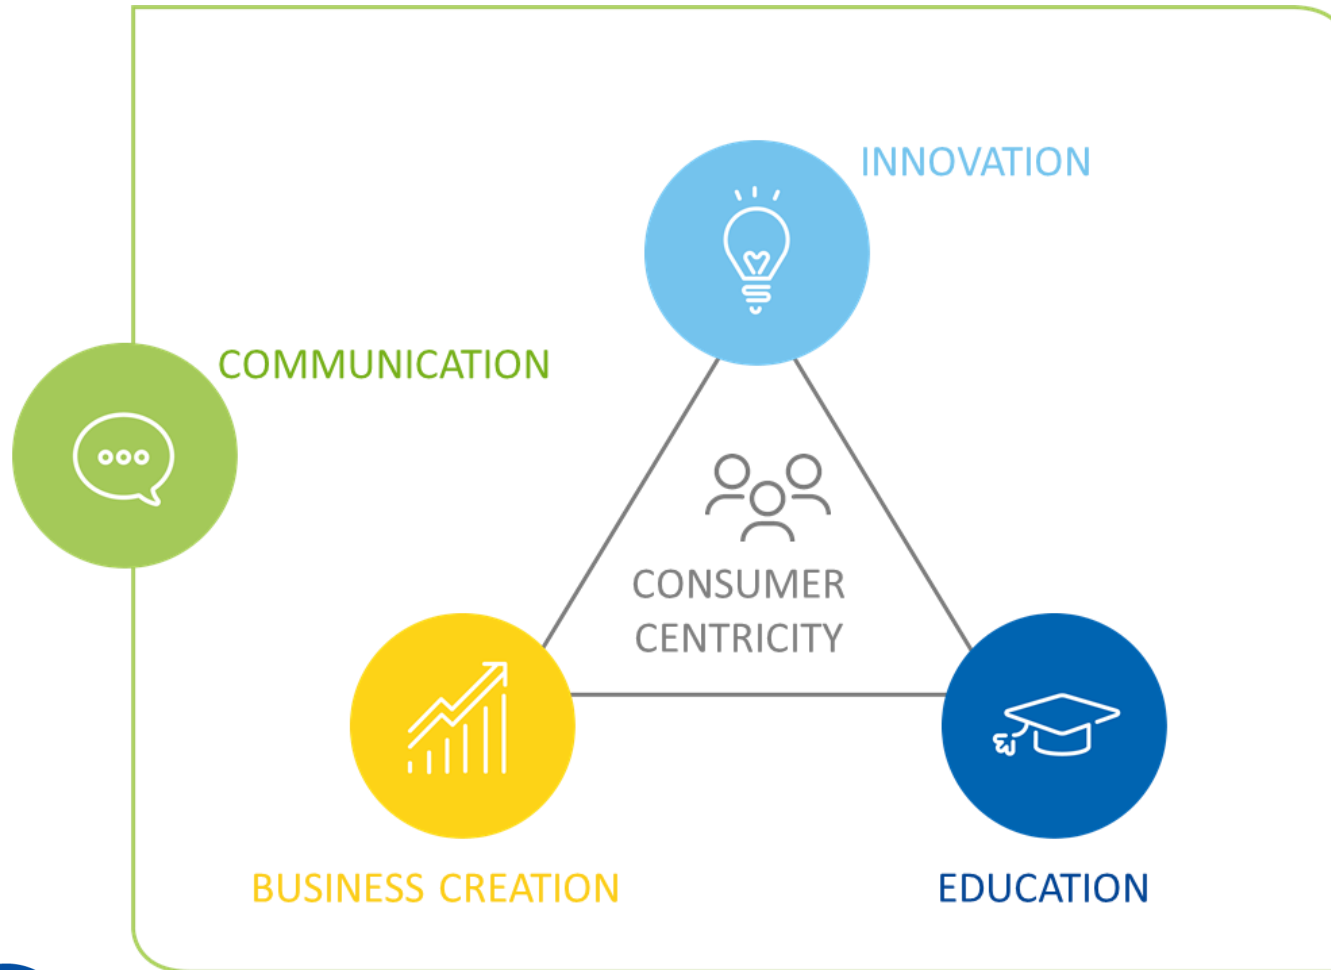 INNOVATION
COMMUNICATION
CONSUMER
CENTRICITY
BUSINESS CREATION
EDUCATION